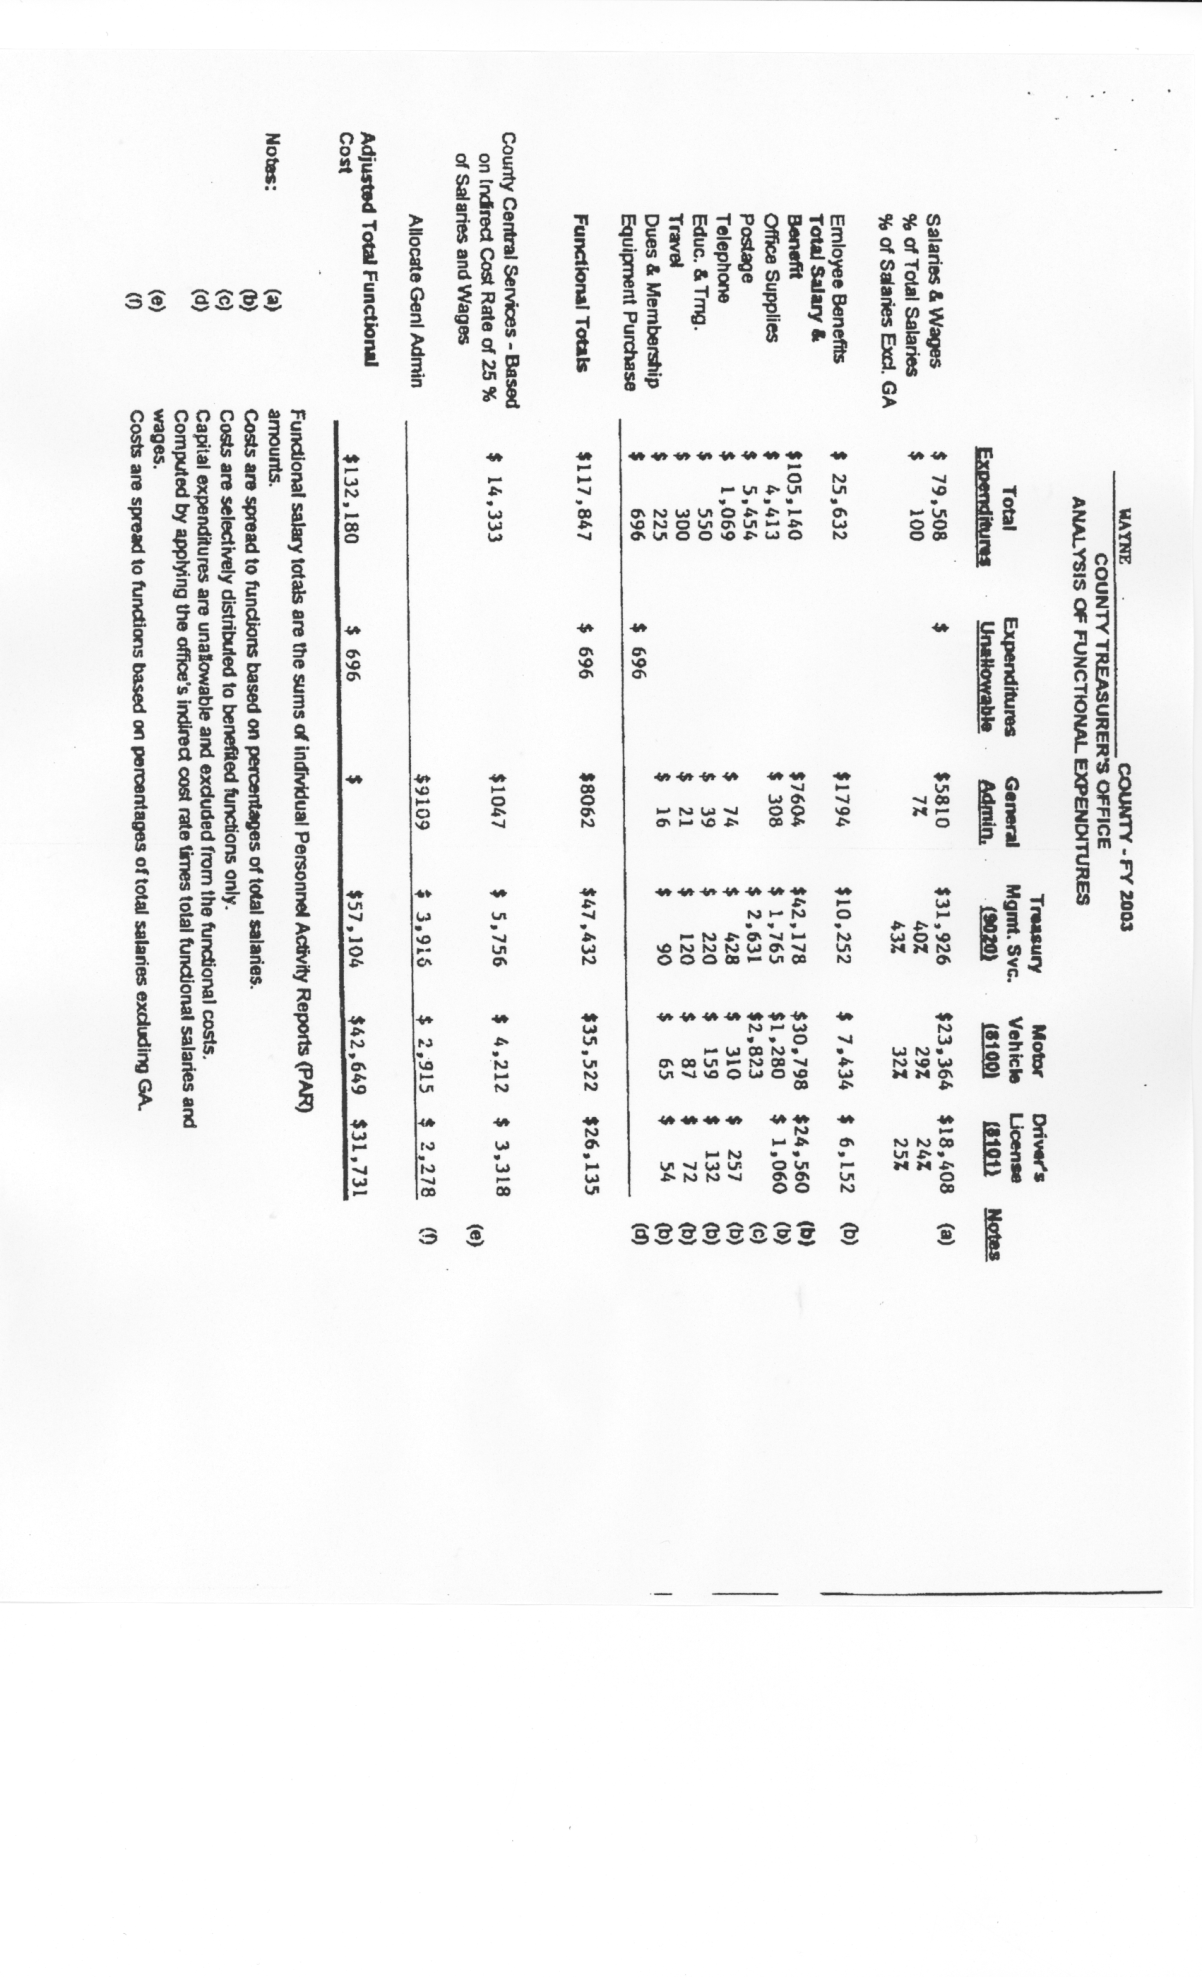 WAYNE COUNTY - FY 2003
COUNTY TREASURER'S OFFICE
ANALYSIS OF FUNCTIONAL EXPENDITURES
Treasury Motor Driver's
Total Expenditures General Mgmt. Svc. Vehicle License
Expenditures Unallowable Admin. (9020) (8100) (8101) Notes
Salaries & Wages $ 79,508 $ $5810 $31,926 $23,364 $18,408 (a)
% of Total Salaries $ 100 7% 40% 29% 24%
% of Salaries Excl. GA 43% 32% 25%
Emloyee Benefits $ 25,632 $1794 $10,252 $ 7,434 $ 6,152 (b)
Total Salary &
Benefit $105,140 $7604 $42,178 $30,798 $24,560 (b)
Office Supplies $ 4,413 $ 308 $ 1,765 $1,280 $ 1,060 (b)
Postage $ 5,454 $ 2,631 $2,823 (c)
Telephone $ 1,069 $ 74 $ 428 $ 310 $ 257 (b)
Educ. & Trng. $ 550 $ 39 $ 220 $ 159 $ 132 (b)
Travel $ 300 $ 21 $ 120 $ 87 $ 72 (b)
Dues & Membership $ 225 $ 16 $ 90 $ 65 $ 54 (b)
Equipment Purchase $ 696 $ 696 (d)
Functional Totals $117,847 $ 696 $8062 $47,432 $35,522 $26,135
County Central Services - Based
on Indirect Cost Rate of 25 % $ 14,333 $1047 $ 5,756 $ 4,212 $ 3,318
of Salaries and Wages (e)
Allocate Genl Admin $9109 $ 3,916 $ 2,915 $ 2,278 (f)
Adjusted Total Functional
Cost $132,180 $ 696 $ $57,104 $42,649 $31,731
Functional salary totals are the sums of individual Personnel Activity Reports (PAR)
Notes: (a) amounts.
(b) Costs are spread to functions based on percentages of total salaries.
(c) Costs are selectively distributed to benefited functions only.
(d) Capital expenditures are unallowable and excluded from the functional costs.
Computed by applying the office's indirect cost rate times total functional salaries and
(e) wages.
(f) Costs are spread to functions based on percentages of total salaries excluding GA.